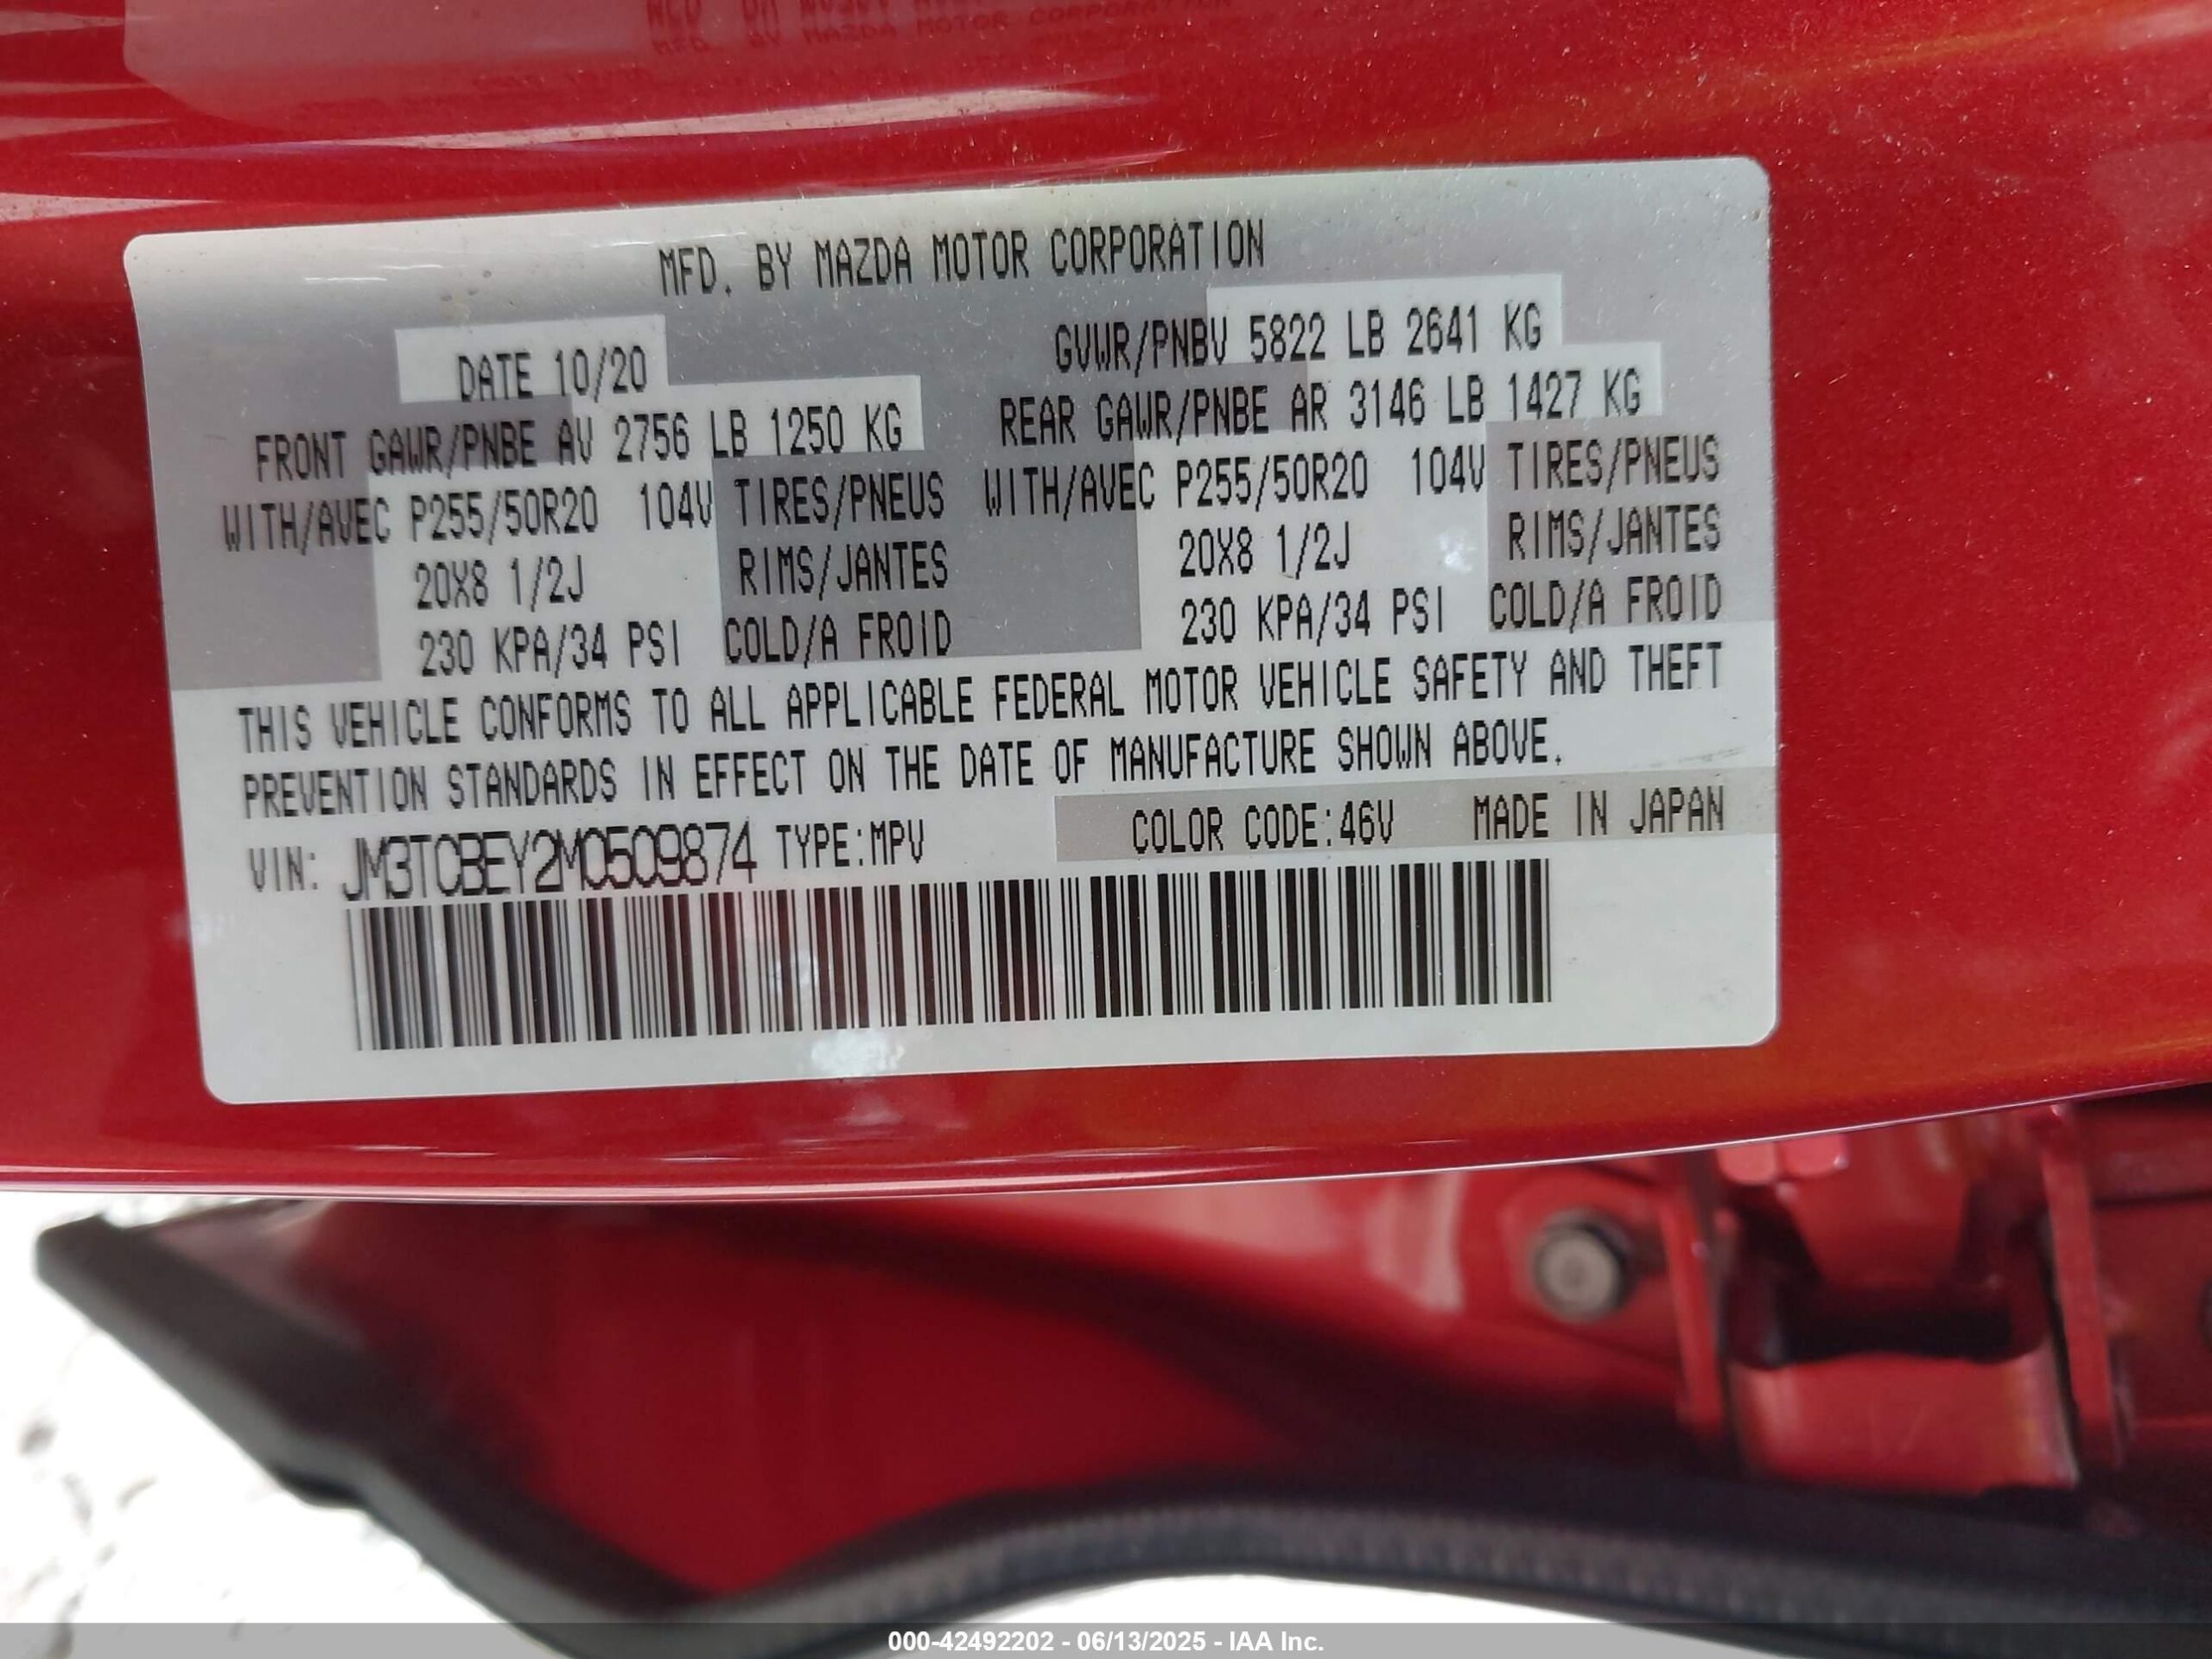 MFD. BY MAZDA MOTOR CORPORATION
DATE 10/20 GVWR/PNBV 5822 LB 2641 KG
FRONT GAWR/PNBE AV 2756 LB 1250 KG REAR GAWR/PNBE AR 3146 LB 1427 KG
WITH/AVEC P255/50R20 104V TIRES/PNEUS WITH/AVEC P255/50R20 104V TIRES/PNEUS
20X8 1/2J RIMS/JANTES 20X8 1/2J RIMS/JANTES
230 KPA/34 PSI COLD/A FROID 230 KPA/34 PSI COLD/A FROID
THIS VEHICLE CONFORMS TO ALL APPLICABLE FEDERAL MOTOR VEHICLE SAFETY AND THEFT
PREVENTION STANDARDS IN EFFECT ON THE DATE OF MANUFACTURE SHOWN ABOVE.
VIN: JM3TCBEY2M0509874 TYPE:MPV COLOR CODE:46V MADE IN JAPAN
000-42492202 - 06/13/2025 - IAA Inc.